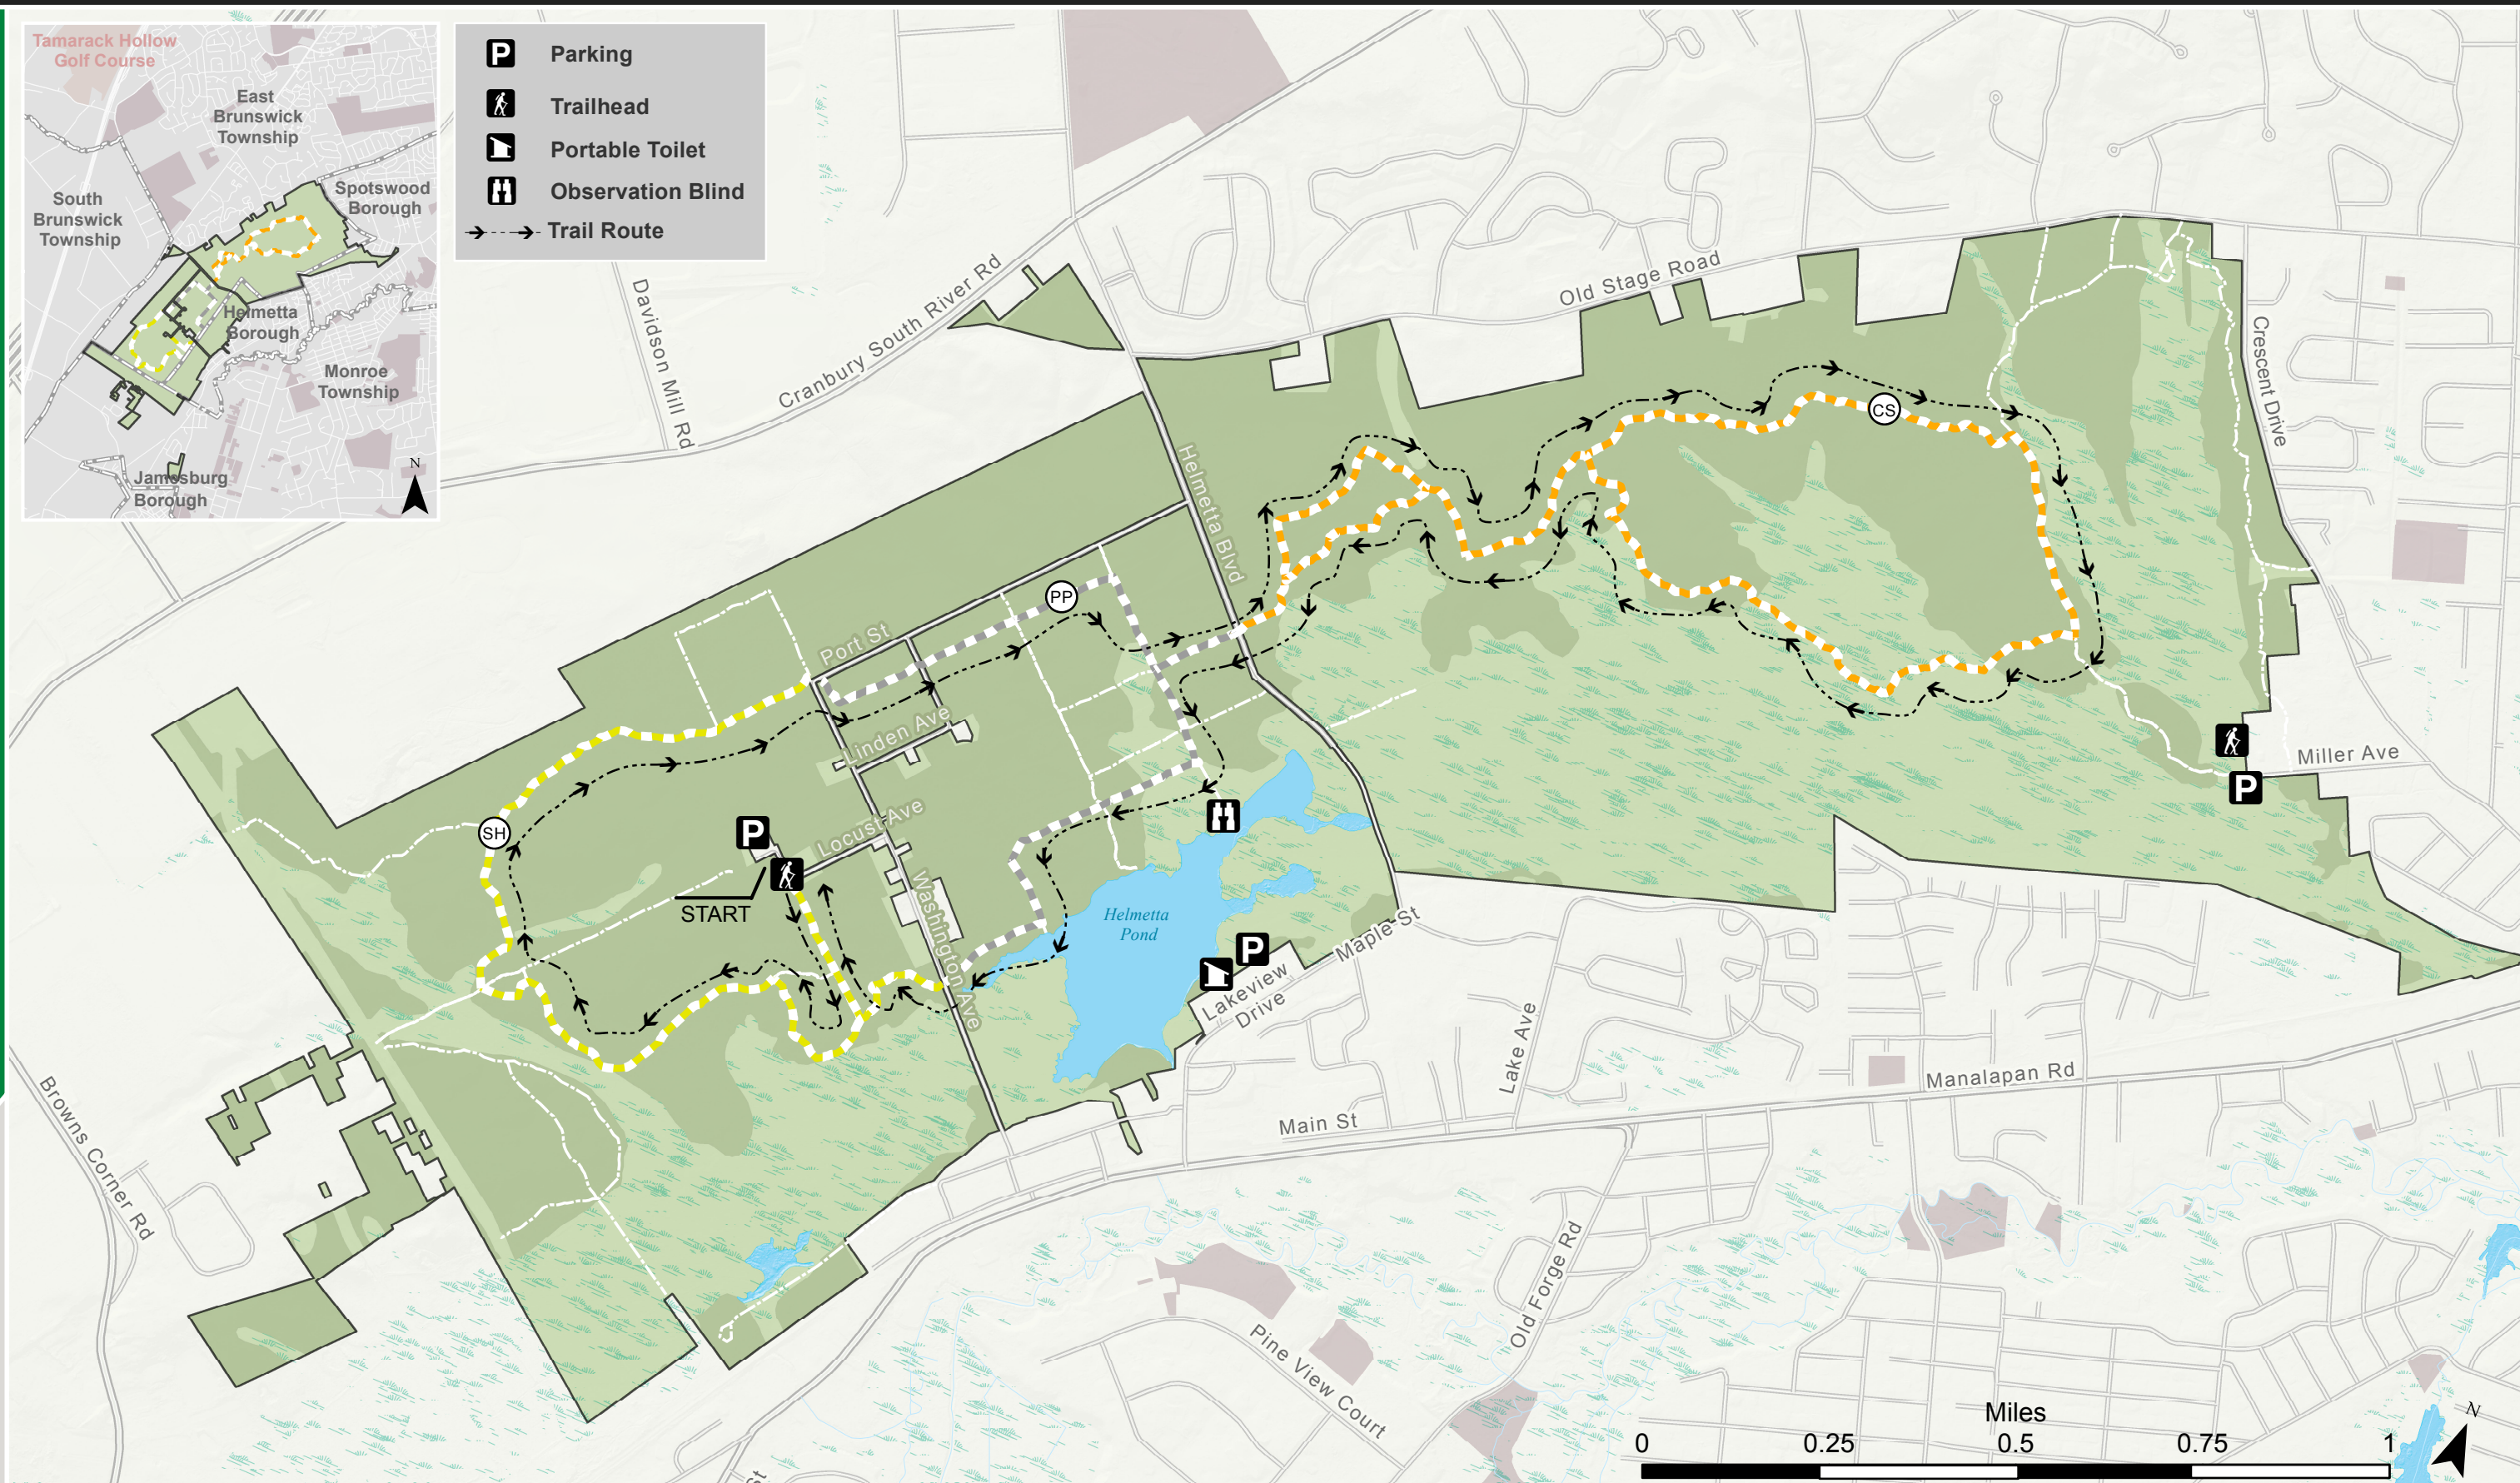 Tamarack Hollow
Golf Course
East
Brunswick
Township
South
Brunswick
Township
Spotswood
Borough
Helmetta
Borough
Monroe
Township
Jamesburg
Borough
N
P Parking
Trailhead
Portable Toilet
Observation Blind
Trail Route
Davidson Mill Rd
Cranbury South River Rd
Old Stage Road
Crescent Drive
Helmetta Blvd
CS
PP
Port St
Linden Ave
SH
P
Locust Ave
START
Washington Ave
Helmetta
Pond
P
Maple St
Lakeview
Drive
Miller Ave
P
Lake Ave
Manalapan Rd
Main St
Browns Corner Rd
Old Forge Rd
Pine View Court
st
Miles
0 0.25 0.5 0.75 1
N